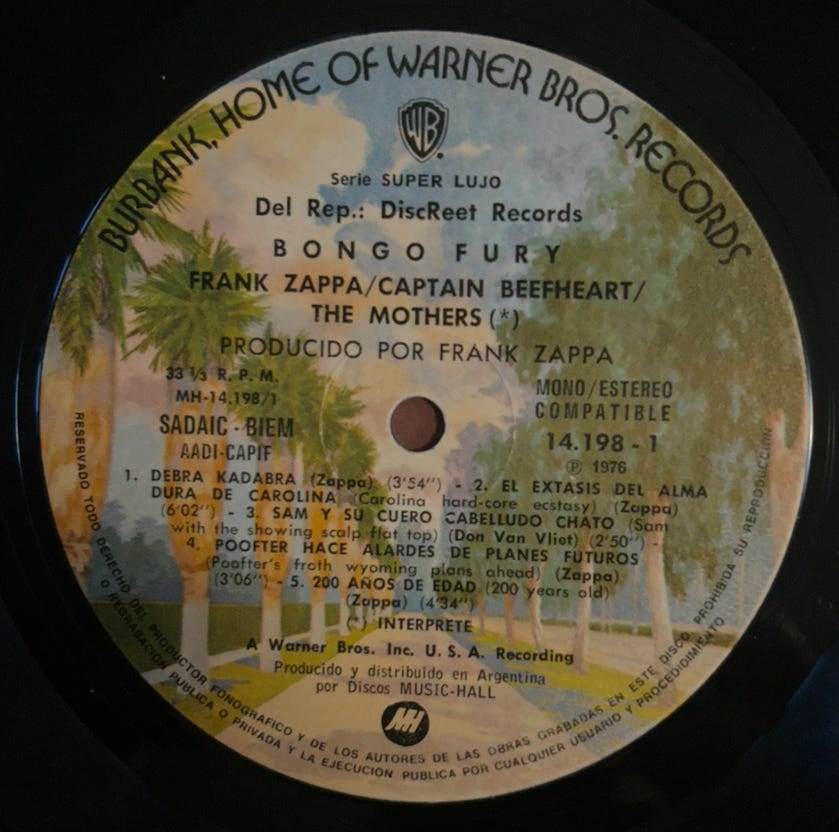 BURBANK, HOME OF WARNER BROS. RECORDS
WB
Serie SUPER LUJO
Del Rep.: DiscReet Records
BONGO FURY
FRANK ZAPPA/CAPTAIN BEEFHEART/
THE MOTHERS (*)
PRODUCIDO POR FRANK ZAPPA
33 ⅓ R. P. M.
MH-14.198/1
SADAIC - BIEM
AADI-CAPIF
MONO/ESTEREO
COMPATIBLE
14.198 - 1
℗ 1976
1. DEBRA KADABRA (Zappa) (3'54") - 2. EL EXTASIS DEL ALMA
DURA DE CAROLINA (Carolina hard-core ecstasy) (Zappa)
(6'02") - 3. SAM Y SU CUERO CABELLUDO CHATO (Sam
with the showing scalp flat top) (Don Van Vliet) (2'50") -
4. POOFTER HACE ALARDES DE PLANES FUTUROS
(Poofter's froth wyoming plans ahead) (Zappa)
(3'06") - 5. 200 AÑOS DE EDAD (200 years old)
(Zappa) (4'34")
(*) INTERPRETE
A Warner Bros. Inc. U. S. A. Recording
Producido y distribuido en Argentina
por Discos MUSIC-HALL
MH
RESERVADO TODO DERECHO DEL PRODUCTOR FONOGRAFICO Y DE LOS AUTORES DE LAS OBRAS GRABADAS EN ESTE DISCO. PROHIBIDA SU REPRODUCCION
O REGRABACION PUBLICA O PRIVADA Y LA EJECUCION PUBLICA POR CUALQUIER USUARIO Y PROCEDIDIMIENTO